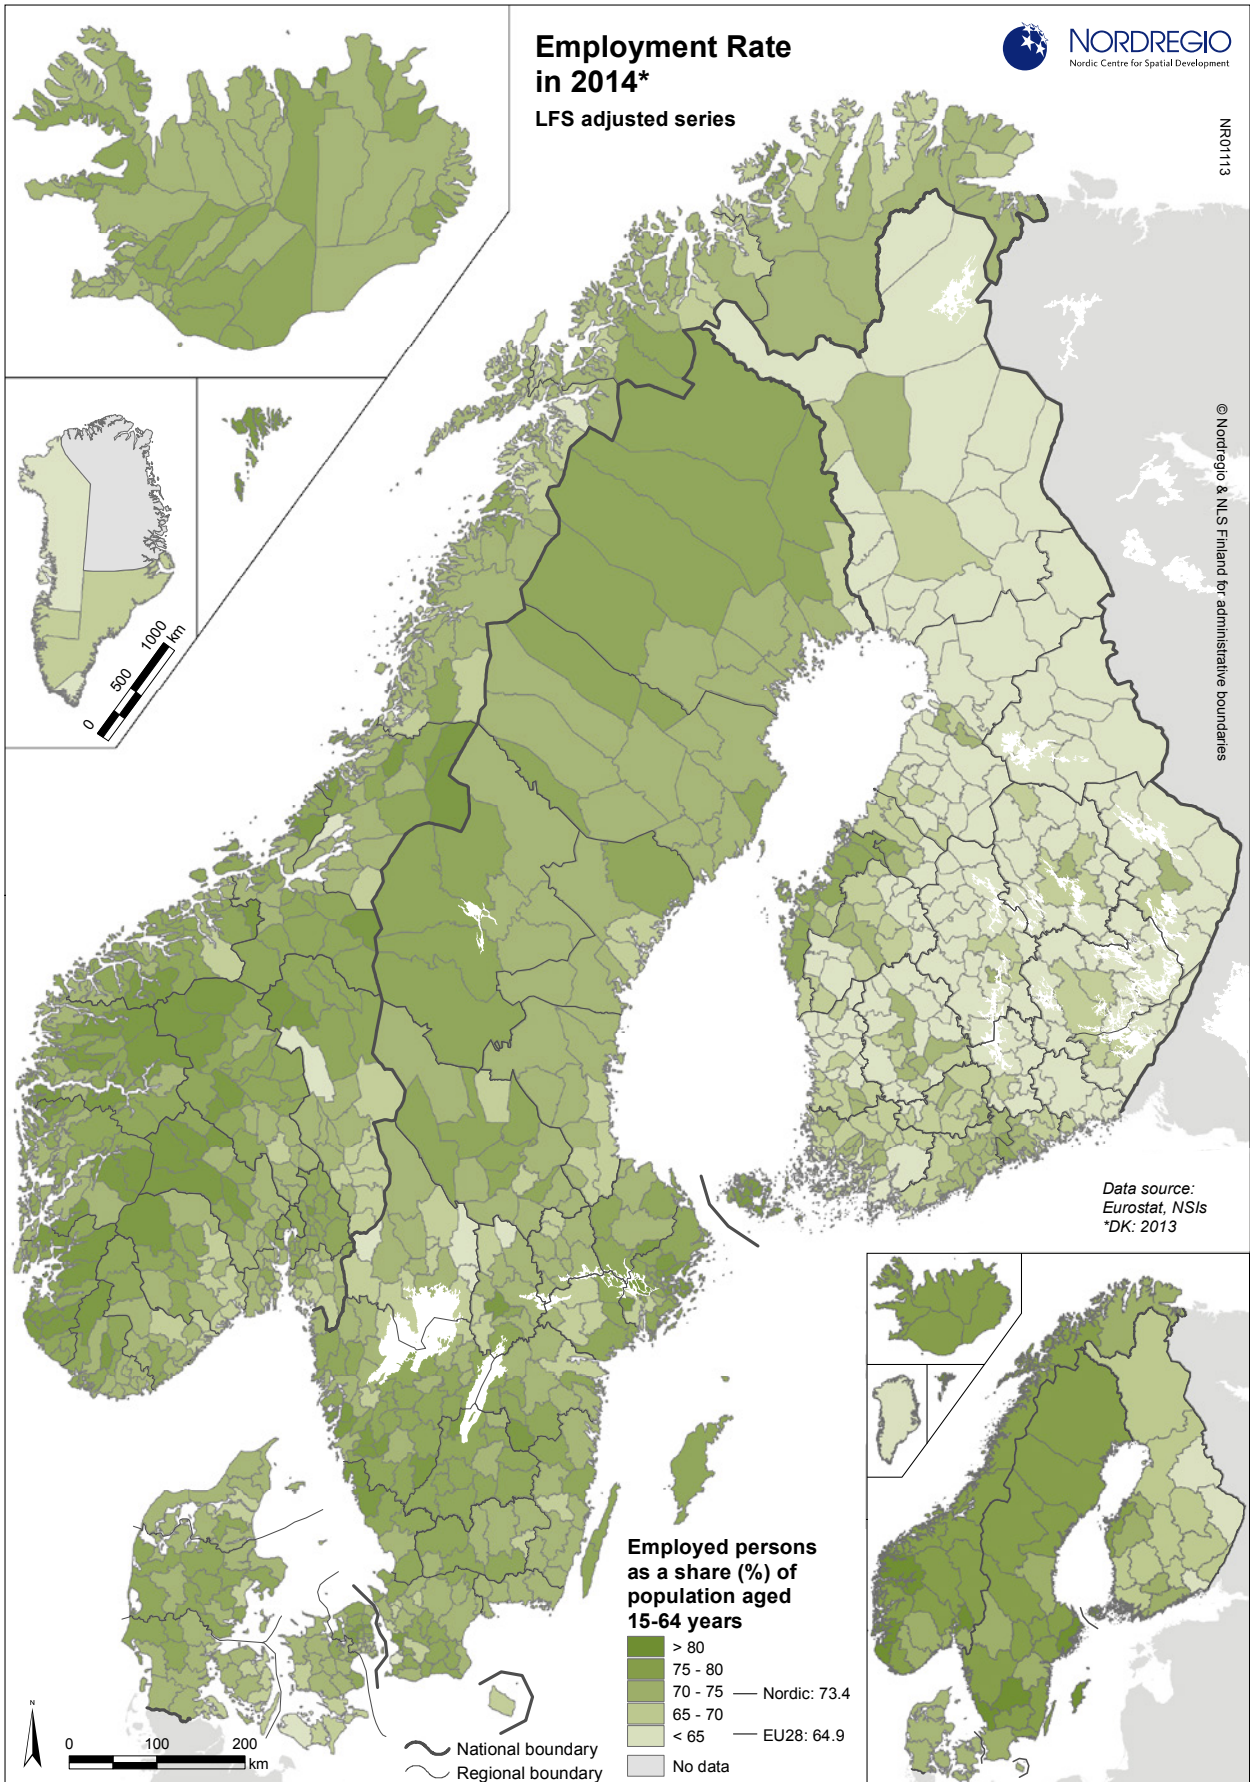 Employment Rate
in 2014*
LFS adjusted series
NORDREGIO
Nordic Centre for Spatial Development
NR01113
© Nordregio & NLS Finland for administrative boundaries
0 500 1000
km
Data source:
Eurostat, NSIs
*DK: 2013
Employed persons
as a share (%) of
population aged
15-64 years
> 80
75 - 80
70 - 75 Nordic: 73.4
65 - 70
< 65 EU28: 64.9
No data
National boundary
Regional boundary
N
0 100 200
km